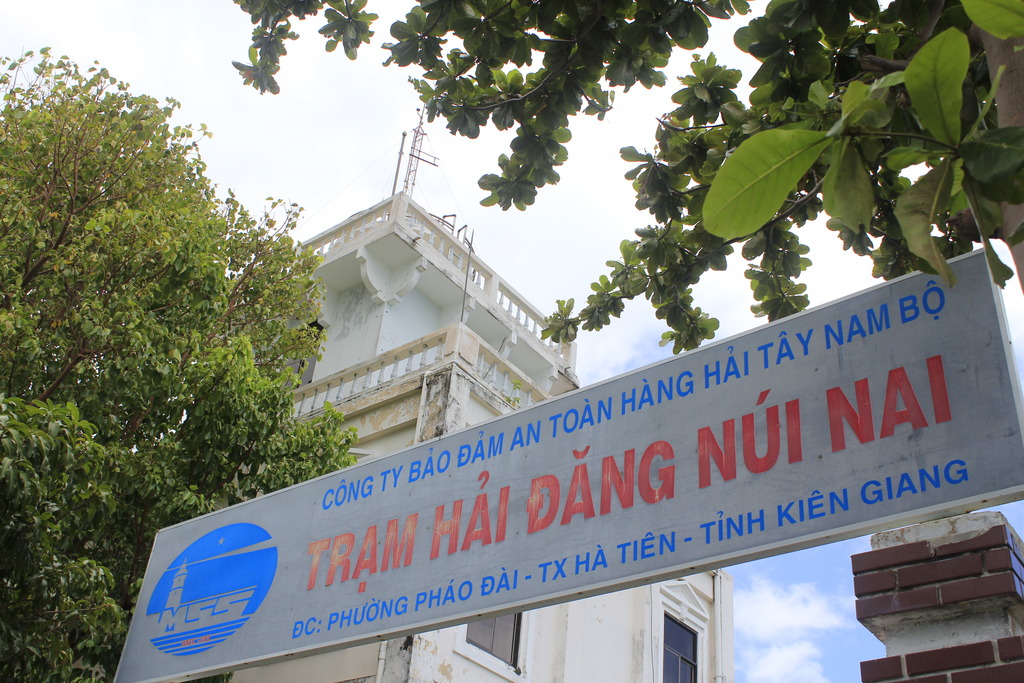 CÔNG TY BẢO ĐẢM AN TOÀN HÀNG HẢI TÂY NAM BỘ
TRẠM HẢI ĐĂNG NÚI NAI
ĐC: PHƯỜNG PHÁO ĐÀI - TX HÀ TIÊN - TỈNH KIÊN GIANG